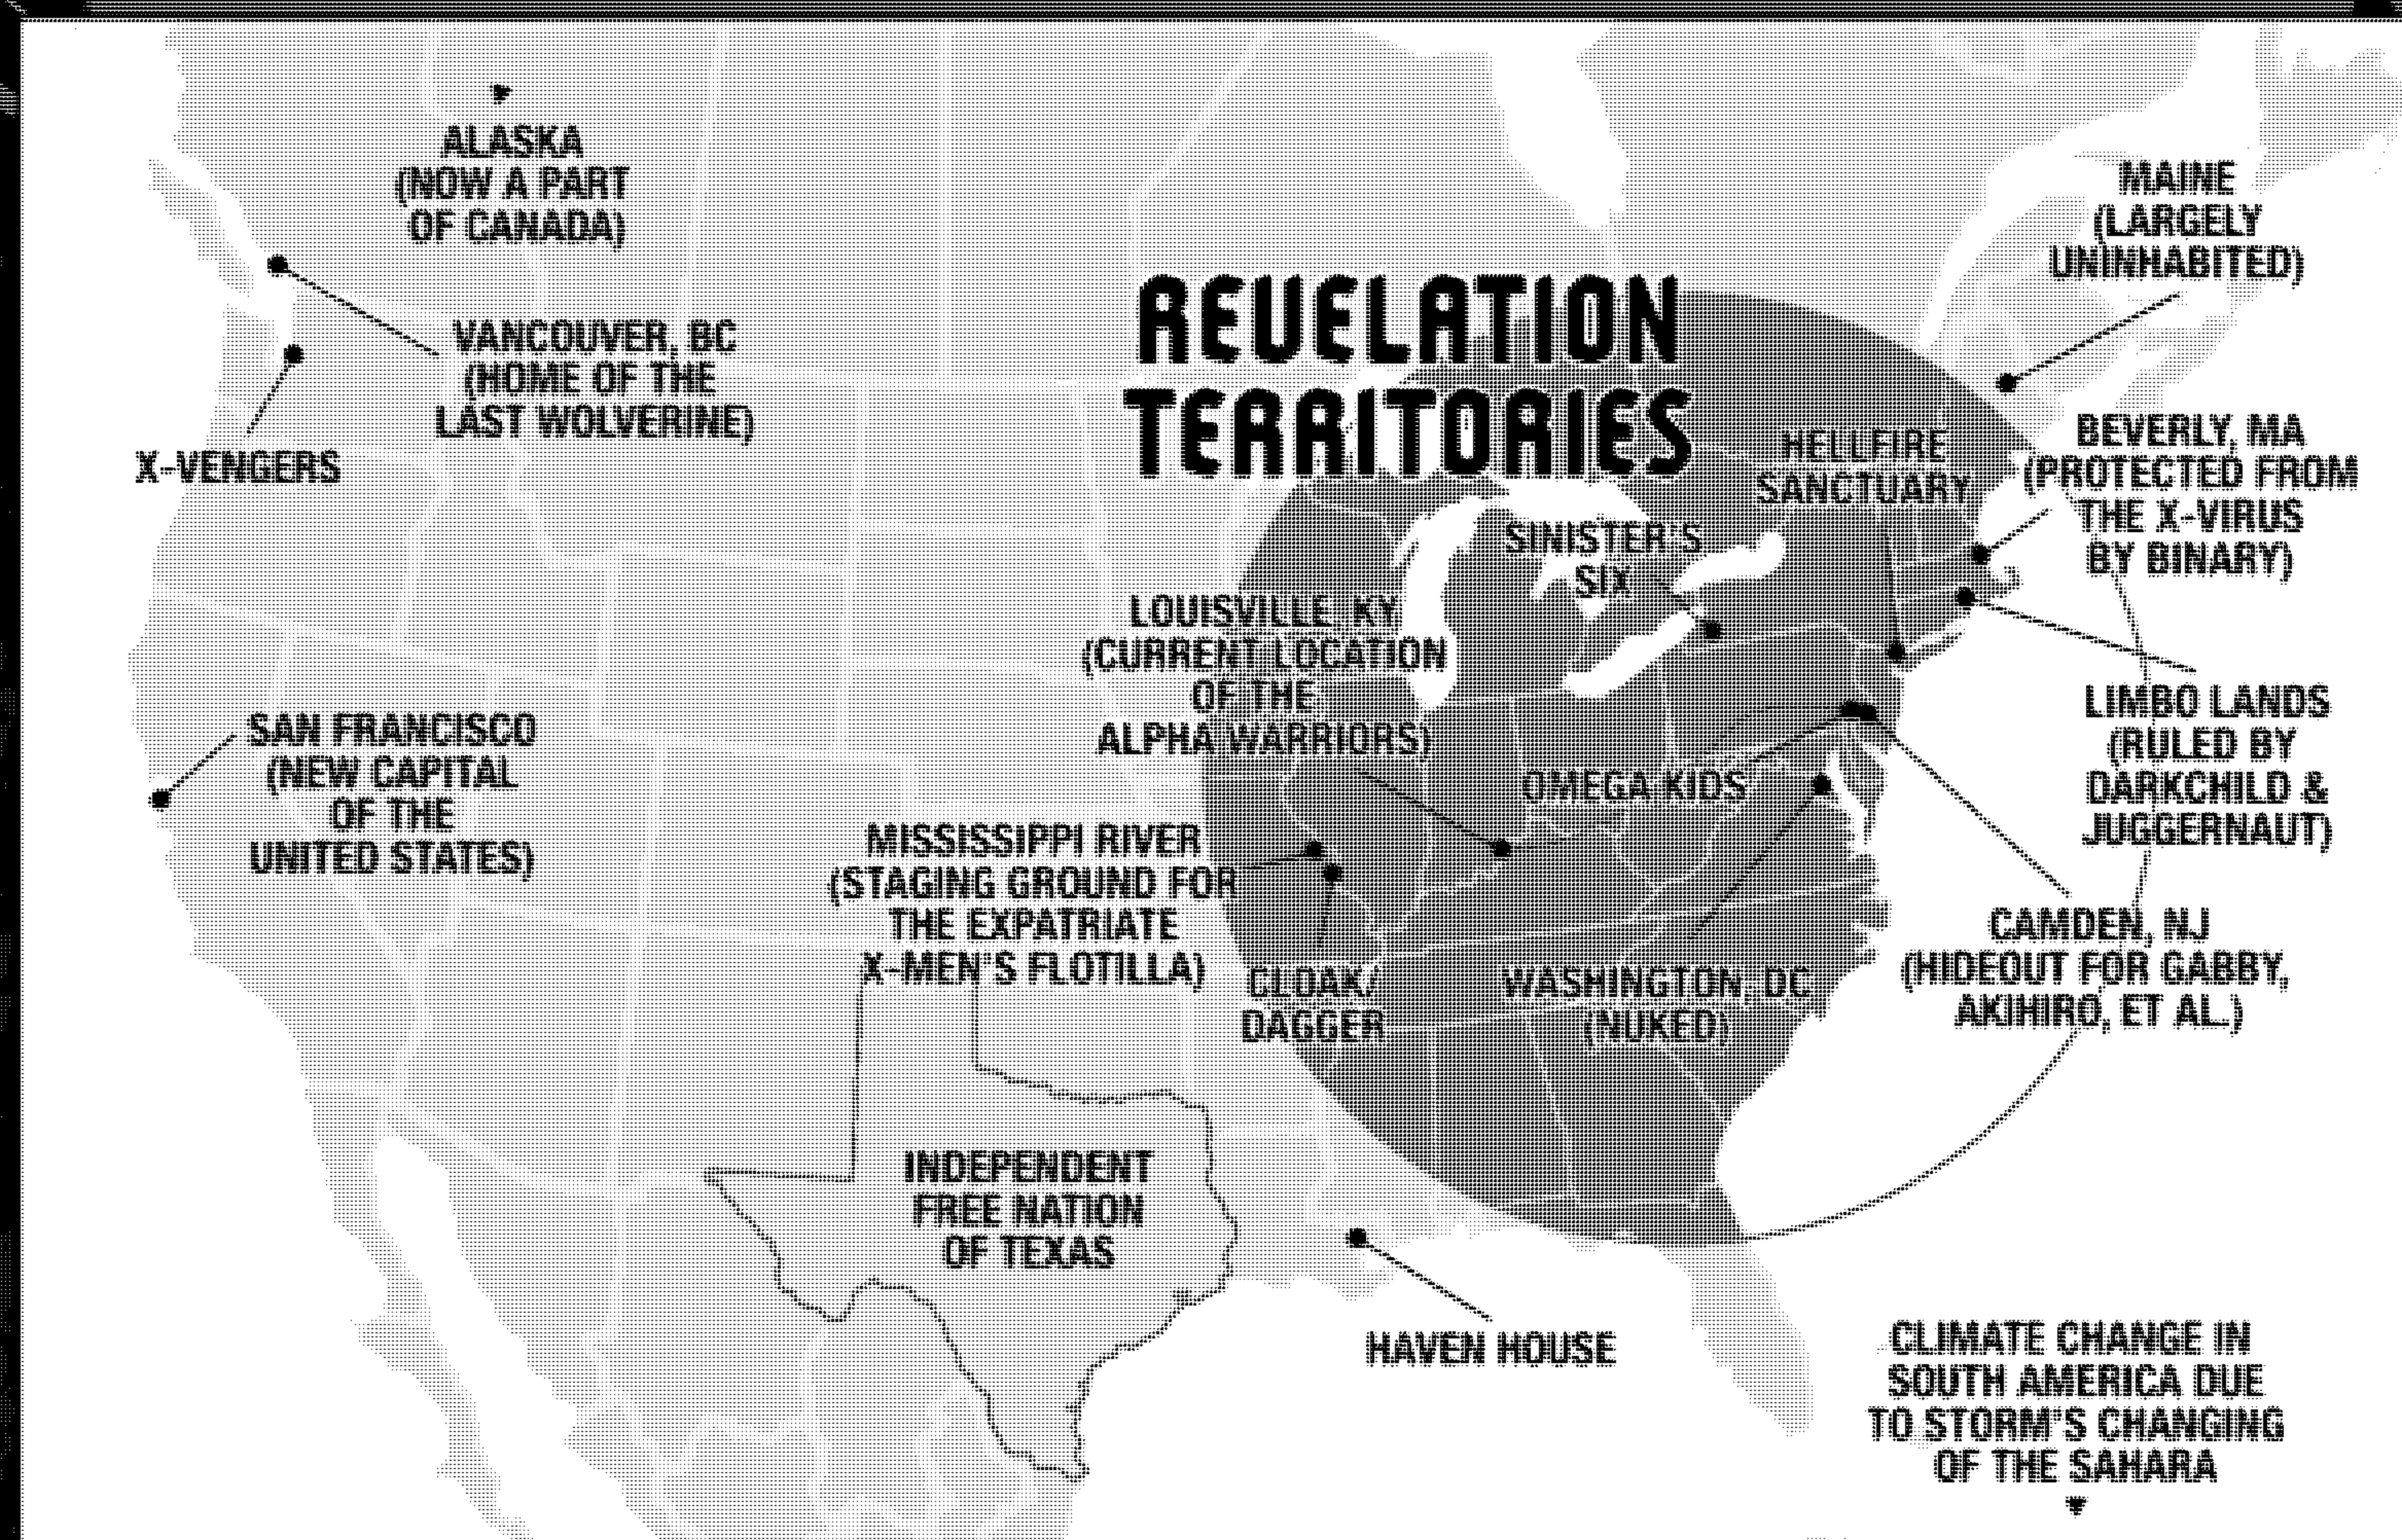 ALASKA
(NOW A PART
OF CANADA)
MAINE
(LARGELY
UNINHABITED)
VANCOUVER, BC
(HOME OF THE
LAST WOLVERINE)
X-VENGERS
REVELATION
TERRITORIES
HELLFIRE
SANCTUARY
BEVERLY, MA
(PROTECTED FROM
THE X-VIRUS
BY BINARY)
SINISTER'S
SIX
LOUISVILLE, KY
(CURRENT LOCATION
OF THE
ALPHA WARRIORS)
LIMBO LANDS
(RULED BY
DARKCHILD &
JUGGERNAUT)
SAN FRANCISCO
(NEW CAPITAL
OF THE
UNITED STATES)
OMEGA KIDS
MISSISSIPPI RIVER
(STAGING GROUND FOR
THE EXPATRIATE
X-MEN'S FLOTILLA)
CLOAK/
DAGGER
WASHINGTON, DC
(NUKED)
CAMDEN, NJ
(HIDEOUT FOR GABBY,
AKIHIRO, ET AL.)
INDEPENDENT
FREE NATION
OF TEXAS
HAVEN HOUSE
CLIMATE CHANGE IN
SOUTH AMERICA DUE
TO STORM'S CHANGING
OF THE SAHARA